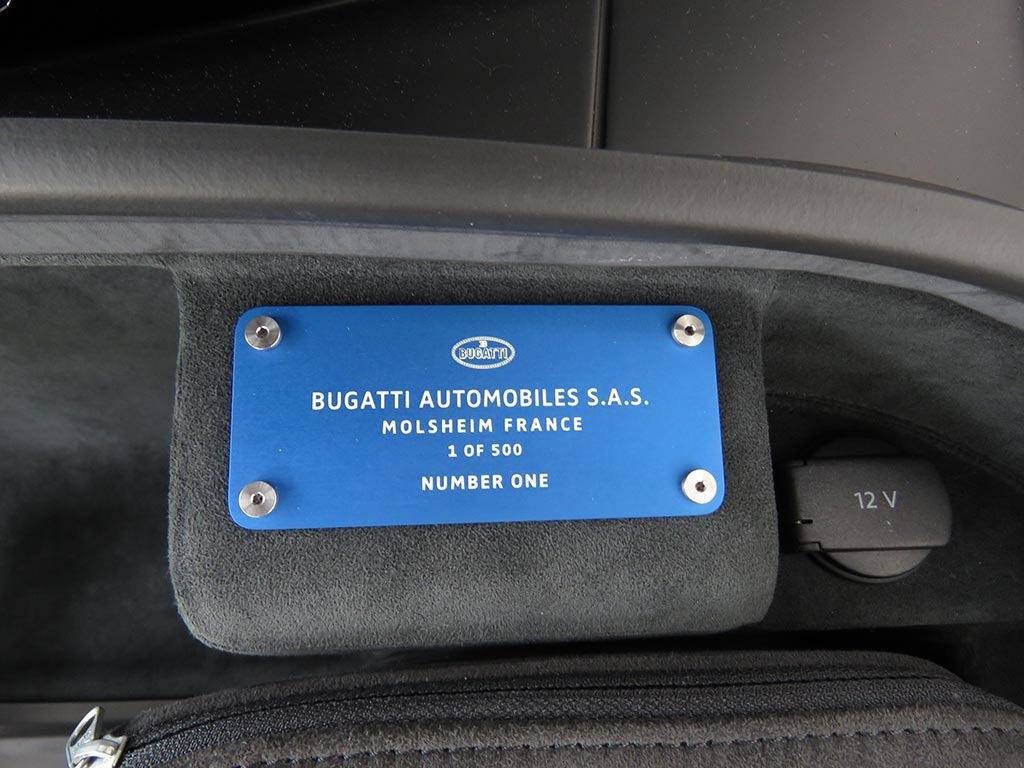 BUGATTI
BUGATTI AUTOMOBILES S.A.S.
MOLSHEIM FRANCE
1 OF 500
NUMBER ONE
12 V